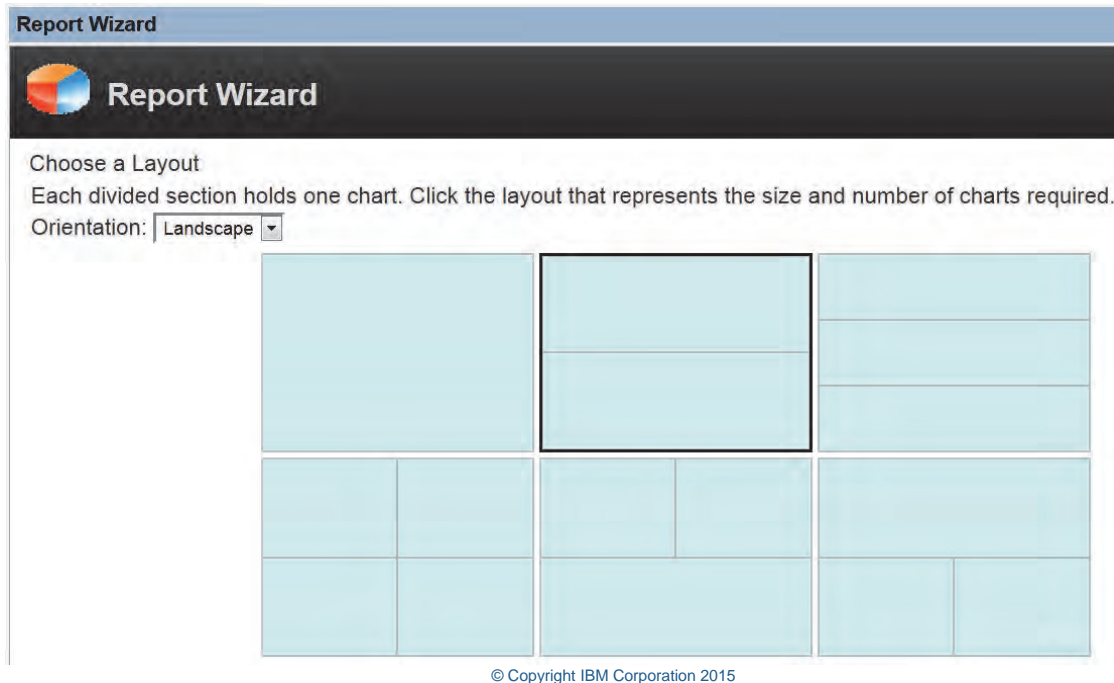 Report Wizard
Report Wizard
Choose a Layout
Each divided section holds one chart. Click the layout that represents the size and number of charts required.
Orientation: Landscape
© Copyright IBM Corporation 2015